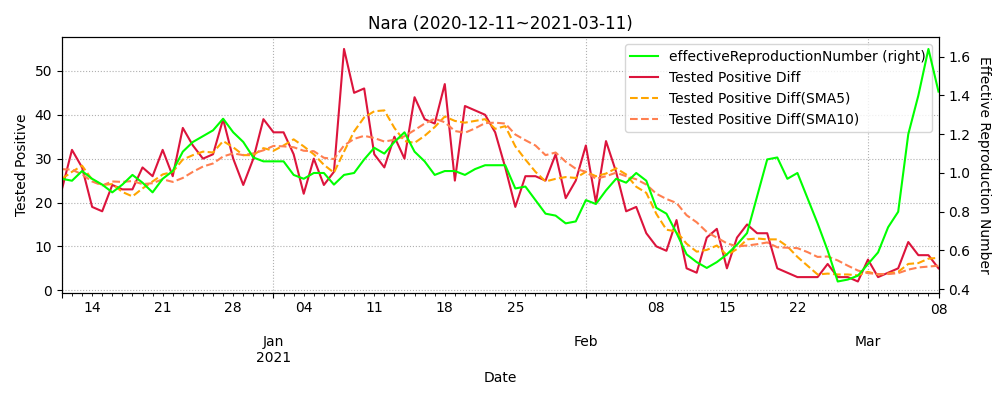 Nara (2020-12-11~2021-03-11)
effectiveReproductionNumber (right)
Tested Positive Diff
Tested Positive Diff(SMA5)
Tested Positive Diff(SMA10)
Tested Positive
50
40
30
20
10
0
1.6
1.4
1.2
1.0
0.8
0.6
0.4
Effective Reproduction Number
14 21 28 04 11 18 25 08 15 22 08
Jan Feb Mar
2021
Date